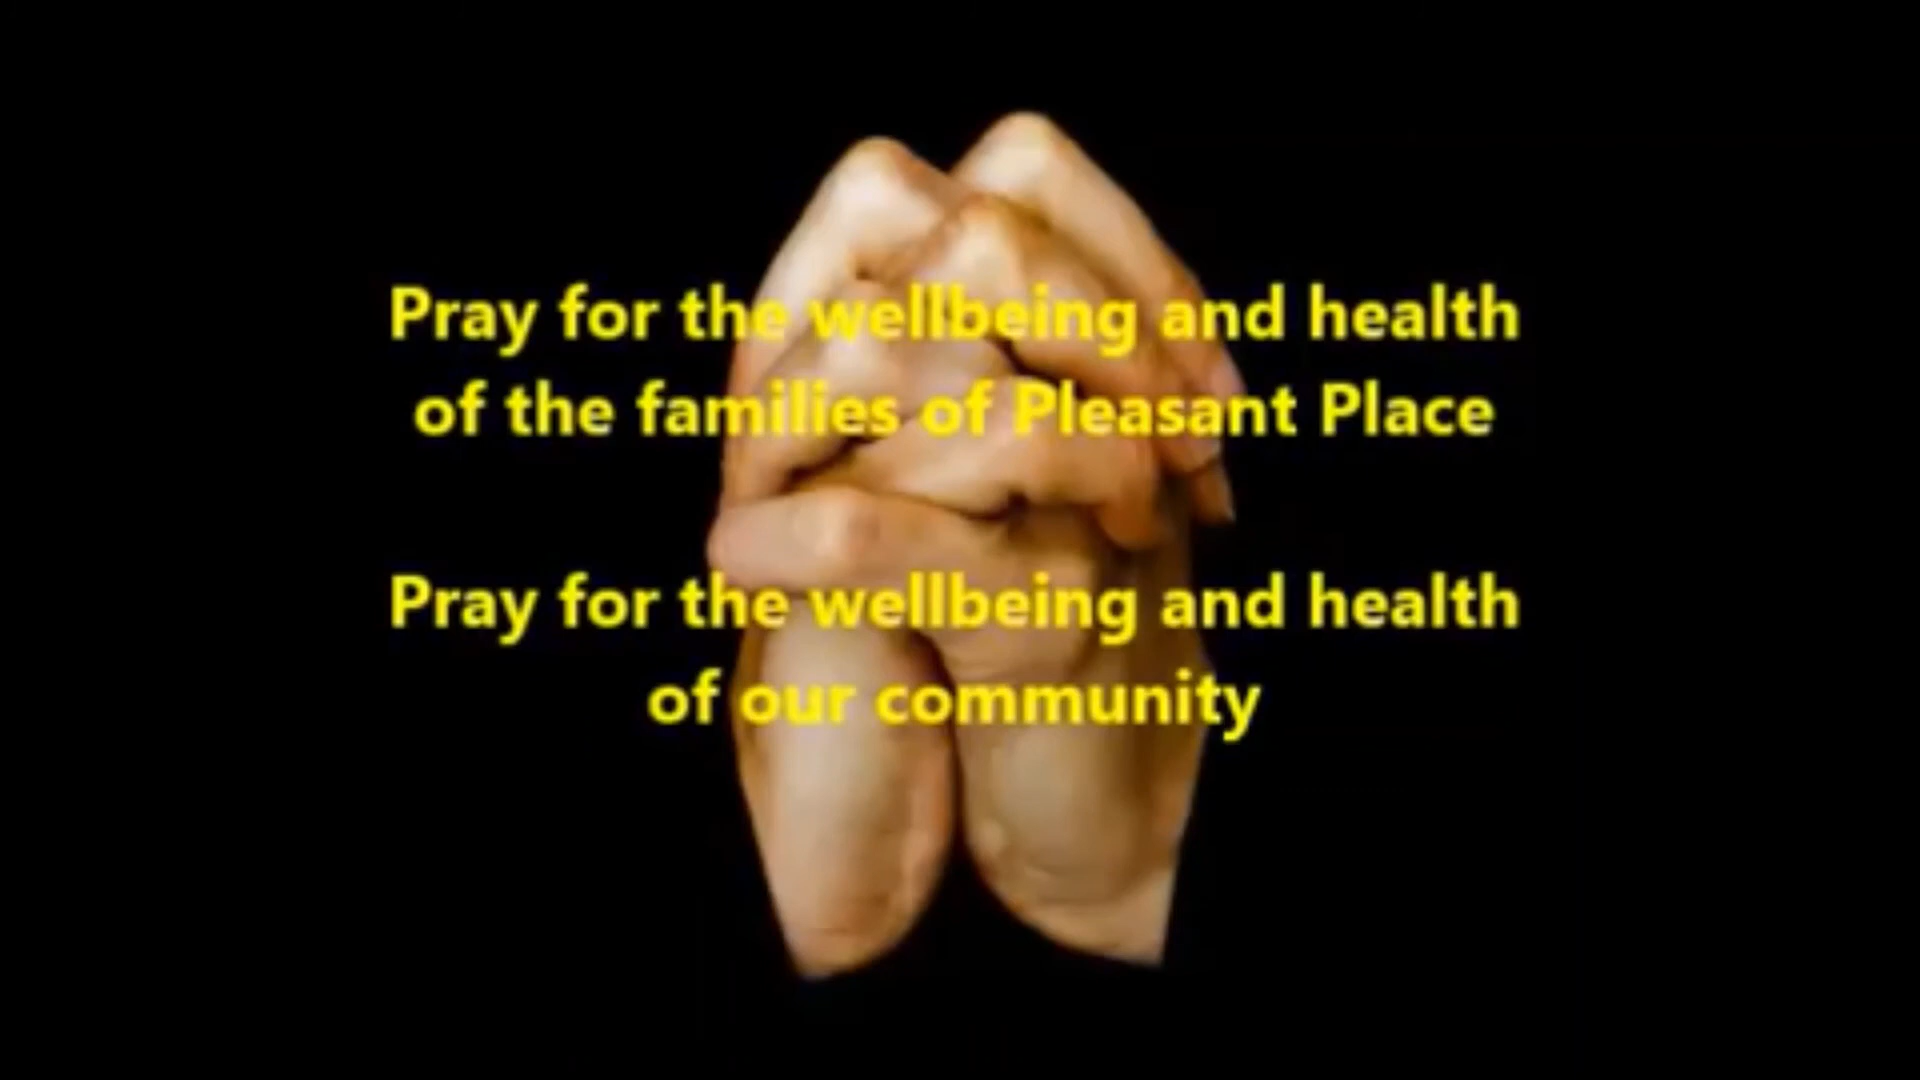 Pray for the wellbeing and health
of the families of Pleasant Place
Pray for the wellbeing and health
of our community